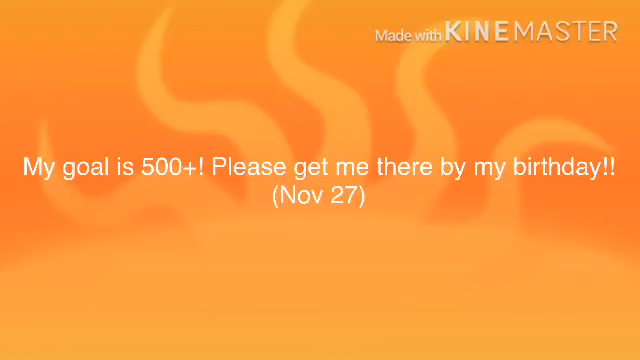 Made with KINEMASTER
My goal is 500+! Please get me there by my birthday!!
(Nov 27)